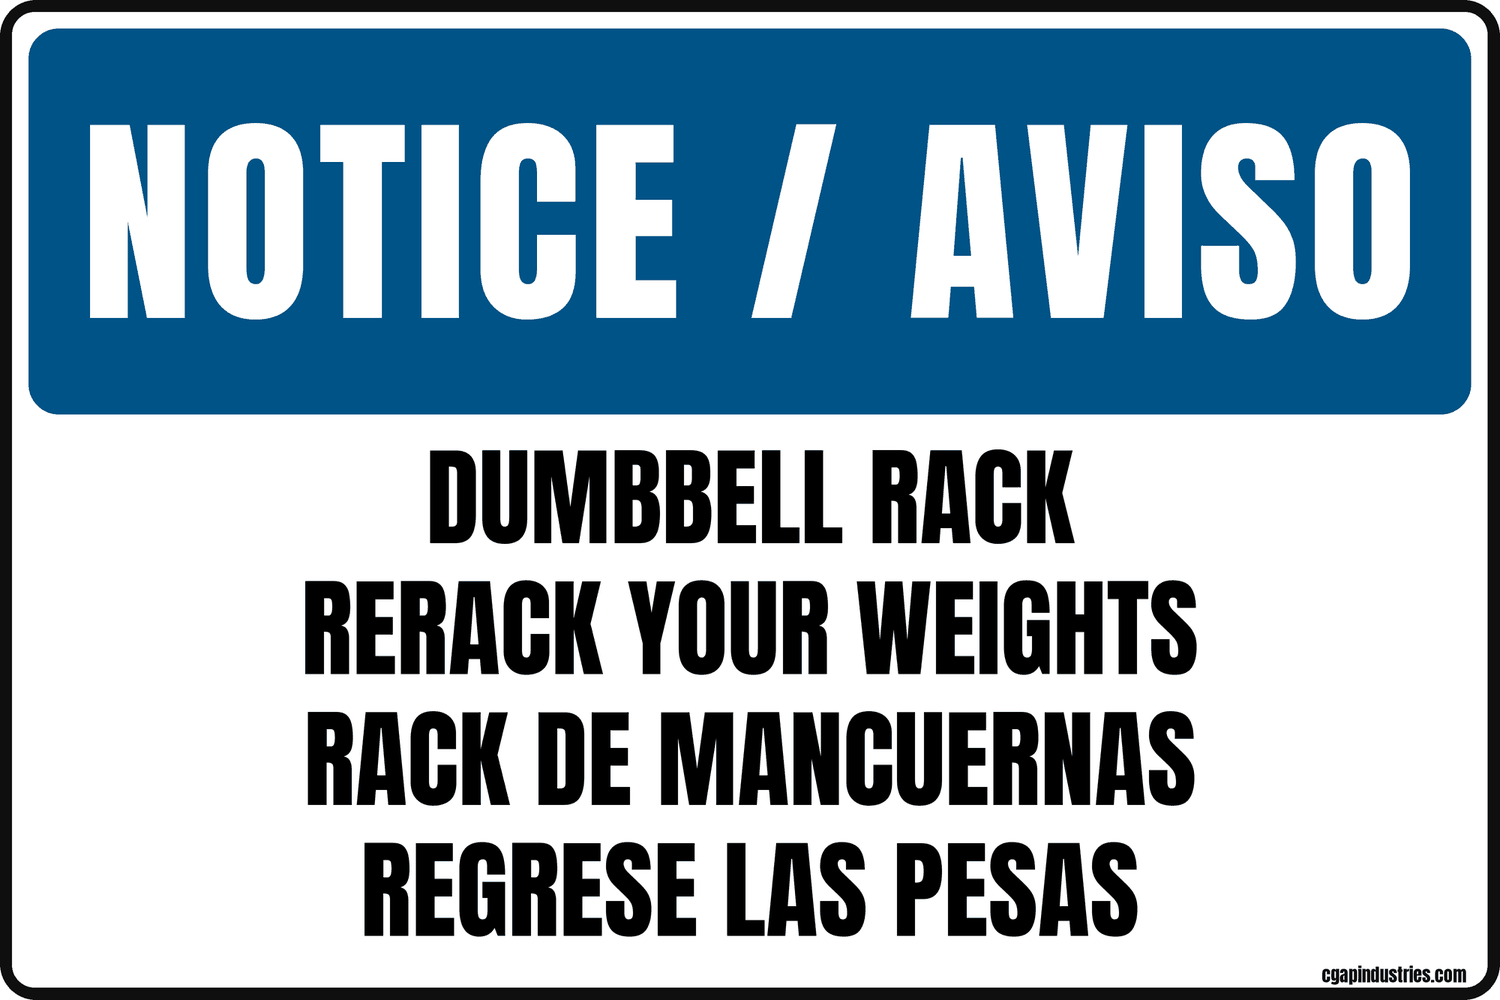 NOTICE / AVISO
DUMBBELL RACK
RERACK YOUR WEIGHTS
RACK DE MANCUERNAS
REGRESE LAS PESAS
cgapindustries.com